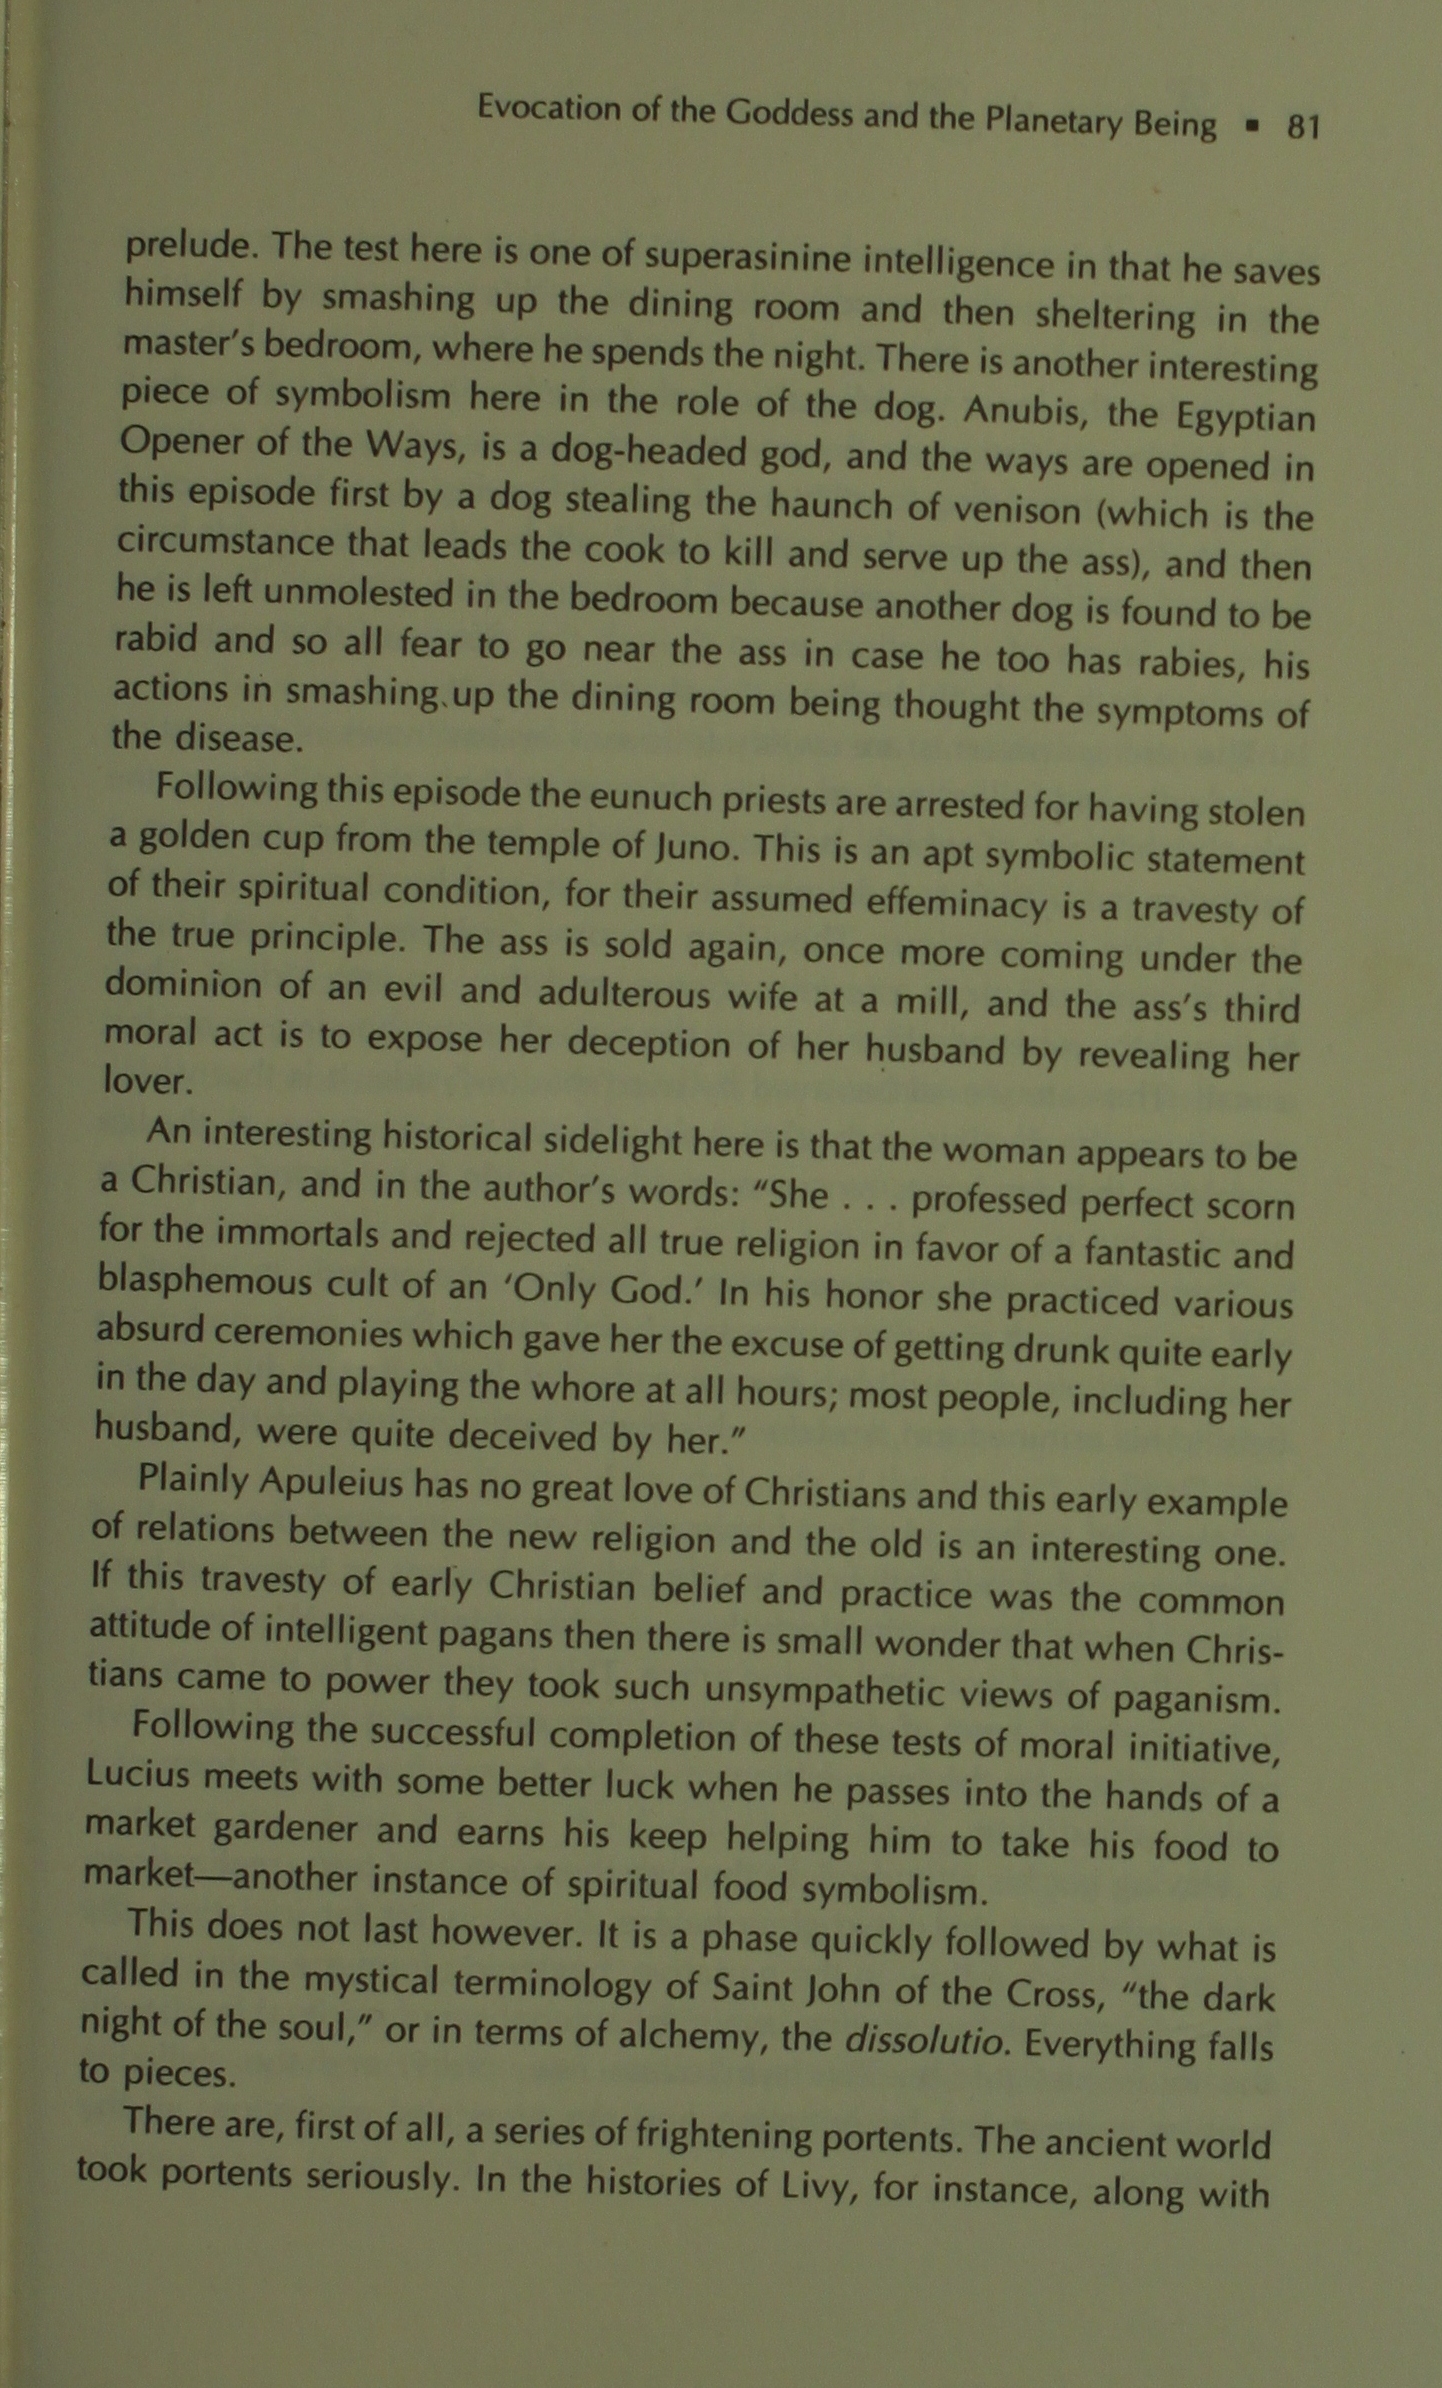 Evocation of the Goddess and the Planetary Being ▪ 81
prelude. The test here is one of superasinine intelligence in that he saves
himself by smashing up the dining room and then sheltering in the
master's bedroom, where he spends the night. There is another interesting
piece of symbolism here in the role of the dog. Anubis, the Egyptian
Opener of the Ways, is a dog-headed god, and the ways are opened in
this episode first by a dog stealing the haunch of venison (which is the
circumstance that leads the cook to kill and serve up the ass), and then
he is left unmolested in the bedroom because another dog is found to be
rabid and so all fear to go near the ass in case he too has rabies, his
actions in smashing up the dining room being thought the symptoms of
the disease.
Following this episode the eunuch priests are arrested for having stolen
a golden cup from the temple of Juno. This is an apt symbolic statement
of their spiritual condition, for their assumed effeminacy is a travesty of
the true principle. The ass is sold again, once more coming under the
dominion of an evil and adulterous wife at a mill, and the ass's third
moral act is to expose her deception of her husband by revealing her
lover.
An interesting historical sidelight here is that the woman appears to be
a Christian, and in the author's words: "She . . . professed perfect scorn
for the immortals and rejected all true religion in favor of a fantastic and
blasphemous cult of an 'Only God.' In his honor she practiced various
absurd ceremonies which gave her the excuse of getting drunk quite early
in the day and playing the whore at all hours; most people, including her
husband, were quite deceived by her."
Plainly Apuleius has no great love of Christians and this early example
of relations between the new religion and the old is an interesting one.
If this travesty of early Christian belief and practice was the common
attitude of intelligent pagans then there is small wonder that when Chris-
tians came to power they took such unsympathetic views of paganism.
Following the successful completion of these tests of moral initiative,
Lucius meets with some better luck when he passes into the hands of a
market gardener and earns his keep helping him to take his food to
market—another instance of spiritual food symbolism.
This does not last however. It is a phase quickly followed by what is
called in the mystical terminology of Saint John of the Cross, "the dark
night of the soul," or in terms of alchemy, the dissolutio. Everything falls
to pieces.
There are, first of all, a series of frightening portents. The ancient world
took portents seriously. In the histories of Livy, for instance, along with